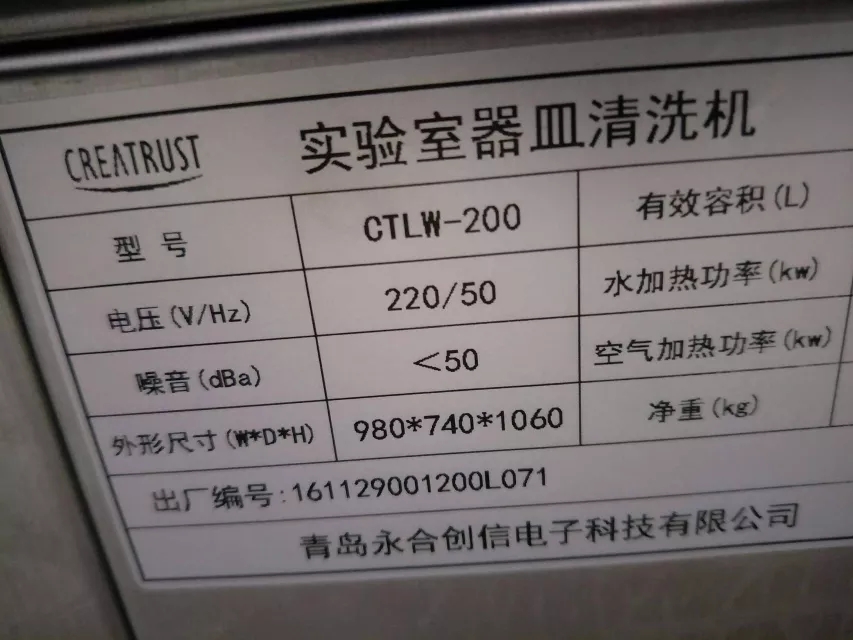 CREATRUST 实验室器皿清洗机
型号 CTLW-200 有效容积(L)
电压(V/Hz) 220/50 水加热功率(kw)
噪音(dBa) <50 空气加热功率(kw)
外形尺寸(W*D*H) 980*740*1060 净重(kg)
出厂编号:161129001200L071
青岛永合创信电子科技有限公司